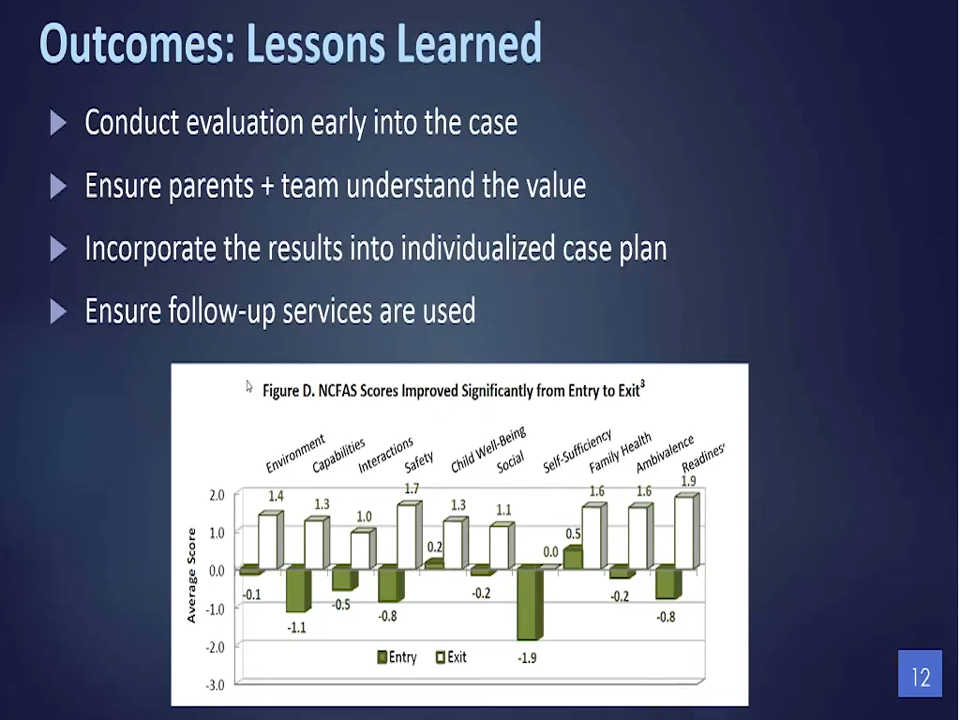 Outcomes: Lessons Learned
Conduct evaluation early into the case
Ensure parents + team understand the value
Incorporate the results into individualized case plan
Ensure follow-up services are used
Figure D. NCFAS Scores Improved Significantly from Entry to Exit³
Environment
Capabilities
Interactions
Safety
Child Well-Being
Social
Self-Sufficiency
Family Health
Ambivalence
Readines
Average Score
2.0
1.0
0.0
-1.0
-2.0
-3.0
1.4
1.3
1.0
1.7
1.3
1.1
0.0
1.6
1.6
1.9
-0.1
-1.1
-0.5
-0.8
0.2
-0.2
-1.9
0.5
-0.2
-0.8
Entry
Exit
12